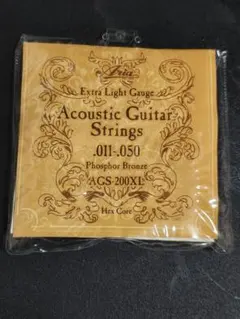 Aria
Extra Light Gauge
Acoustic Guitar
Strings
.011-.050
Phosphor Bronze
AGS-200XL
Hex Core